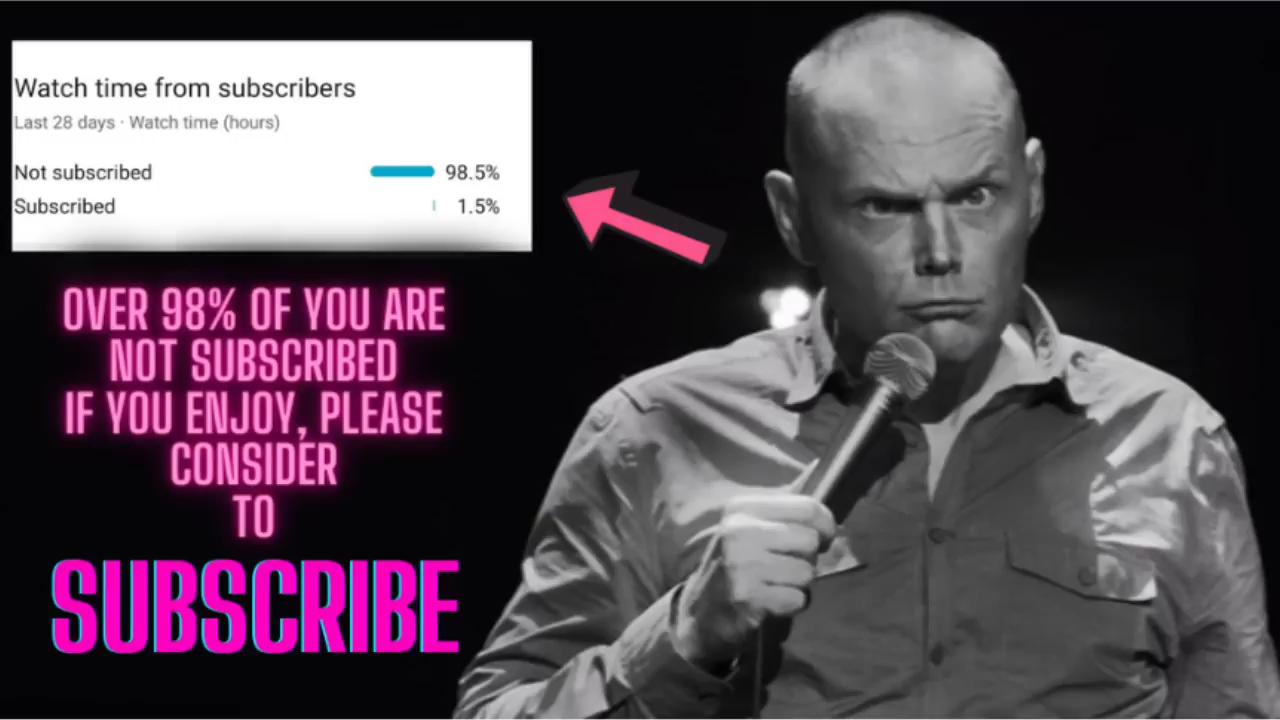 Watch time from subscribers
Last 28 days · Watch time (hours)
Not subscribed 98.5%
Subscribed 1.5%
OVER 98% OF YOU ARE
NOT SUBSCRIBED
IF YOU ENJOY, PLEASE
CONSIDER
TO
SUBSCRIBE